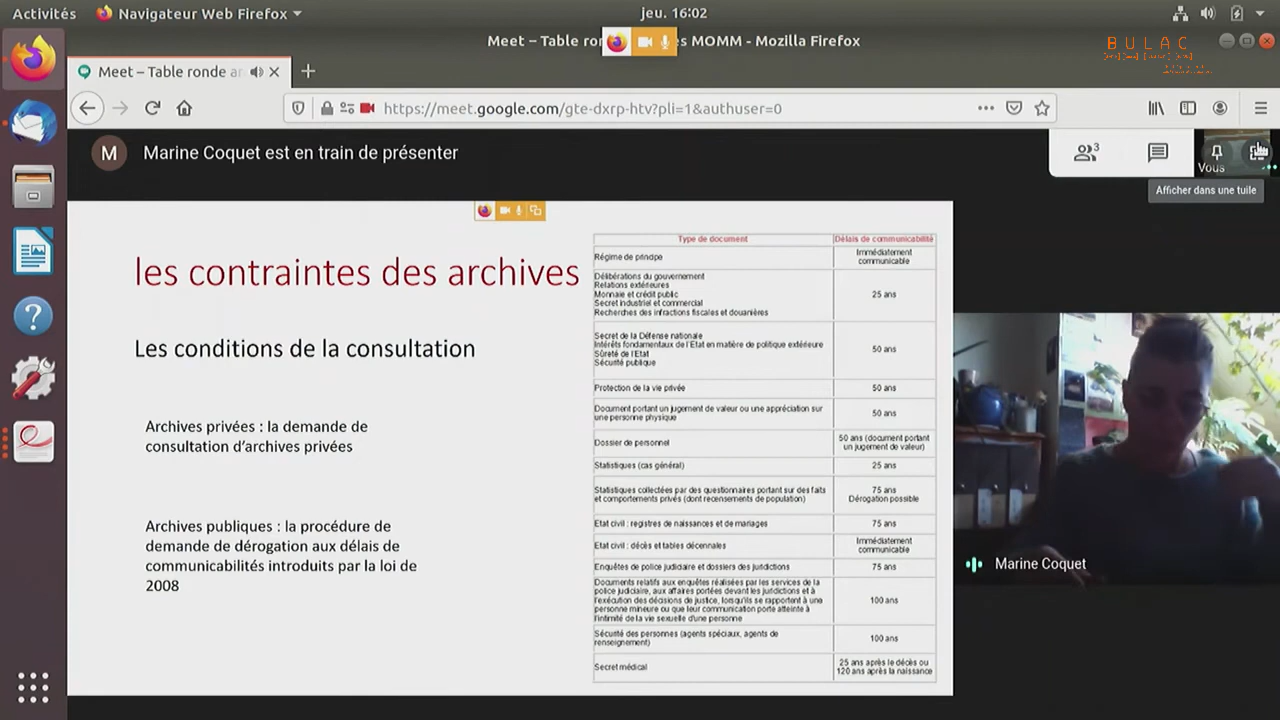 Activités
Navigateur Web Firefox
jeu. 16:02
Meet – Table ron
es MOMM - Mozilla Firefox
BULAC
Meet – Table ronde ar
https://meet.google.com/gte-dxrp-htv?pli=1&authuser=0
M
Marine Coquet est en train de présenter
3
Vous
Afficher dans une tuile
les contraintes des archives
Les conditions de la consultation
Archives privées : la demande de
consultation d'archives privées
Archives publiques : la procédure de
demande de dérogation aux délais de
communicabilités introduits par la loi de
2008
Type de document
Délais de communicabilité
Régime de principe
Immédiatement
communicable
Délibérations du gouvernement
Relations extérieures
Monnaie et crédit public
Secret industriel et commercial
Recherches des infractions fiscales et douanières
25 ans
Secret de la Défense nationale
Intérêts fondamentaux de l'Etat en matière de politique extérieure
Sûreté de l'Etat
Sécurité publique
50 ans
Protection de la vie privée
50 ans
Document portant un jugement de valeur ou une appréciation sur
une personne physique
50 ans
Dossier de personnel
50 ans (document portant
un jugement de valeur)
Statistiques (cas général)
25 ans
Statistiques collectées par des questionnaires portant sur des faits
et comportements privés (dont recensements de population)
75 ans
Dérogation possible
Etat civil : registres de naissances et de mariages
75 ans
Etat civil : décès et tables décennales
Immédiatement
communicable
Enquêtes de police judiciaire et dossiers des juridictions
75 ans
Documents relatifs aux enquêtes réalisées par les services de la
police judiciaire, aux affaires portées devant les juridictions et à
l'exécution des décisions de justice, lorsqu'ils se rapportent à une
personne mineure ou que leur communication porte atteinte à
l'intimité de la vie sexuelle d'une personne
100 ans
Sécurité des personnes (agents spéciaux, agents de
renseignement)
100 ans
Secret médical
25 ans après le décès ou
120 ans après la naissance
Marine Coquet